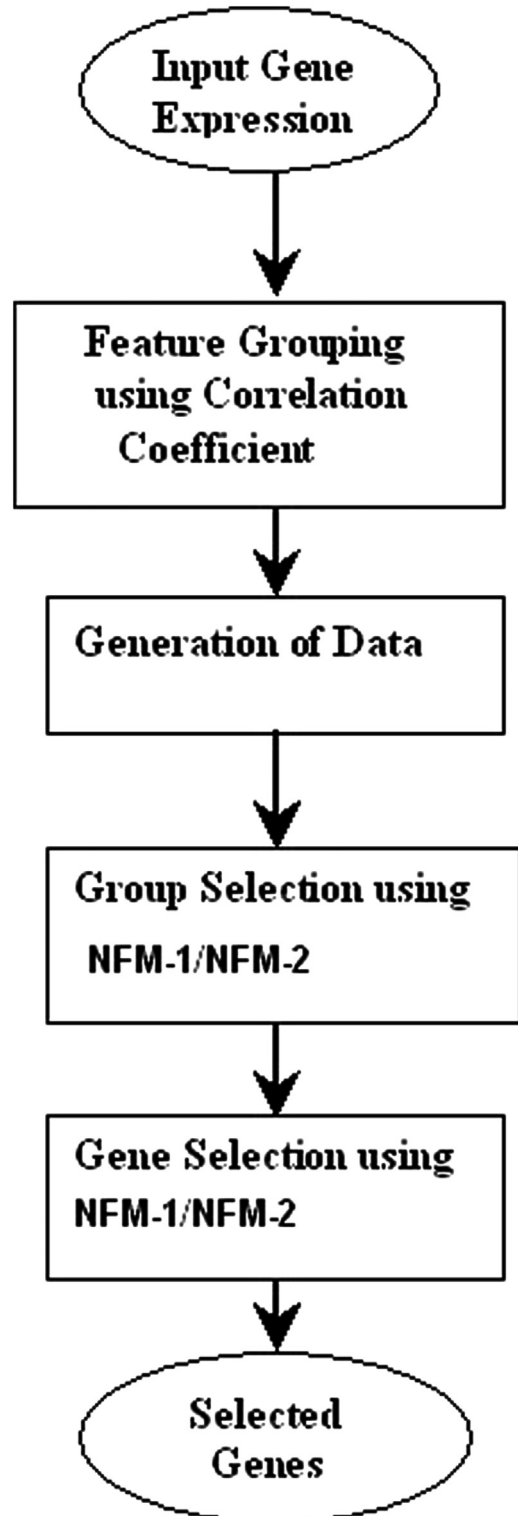 Input Gene
Expression
Feature Grouping
using Correlation
Coefficient
Generation of Data
Group Selection using
NFM-1/NFM-2
Gene Selection using
NFM-1/NFM-2
Selected
Genes